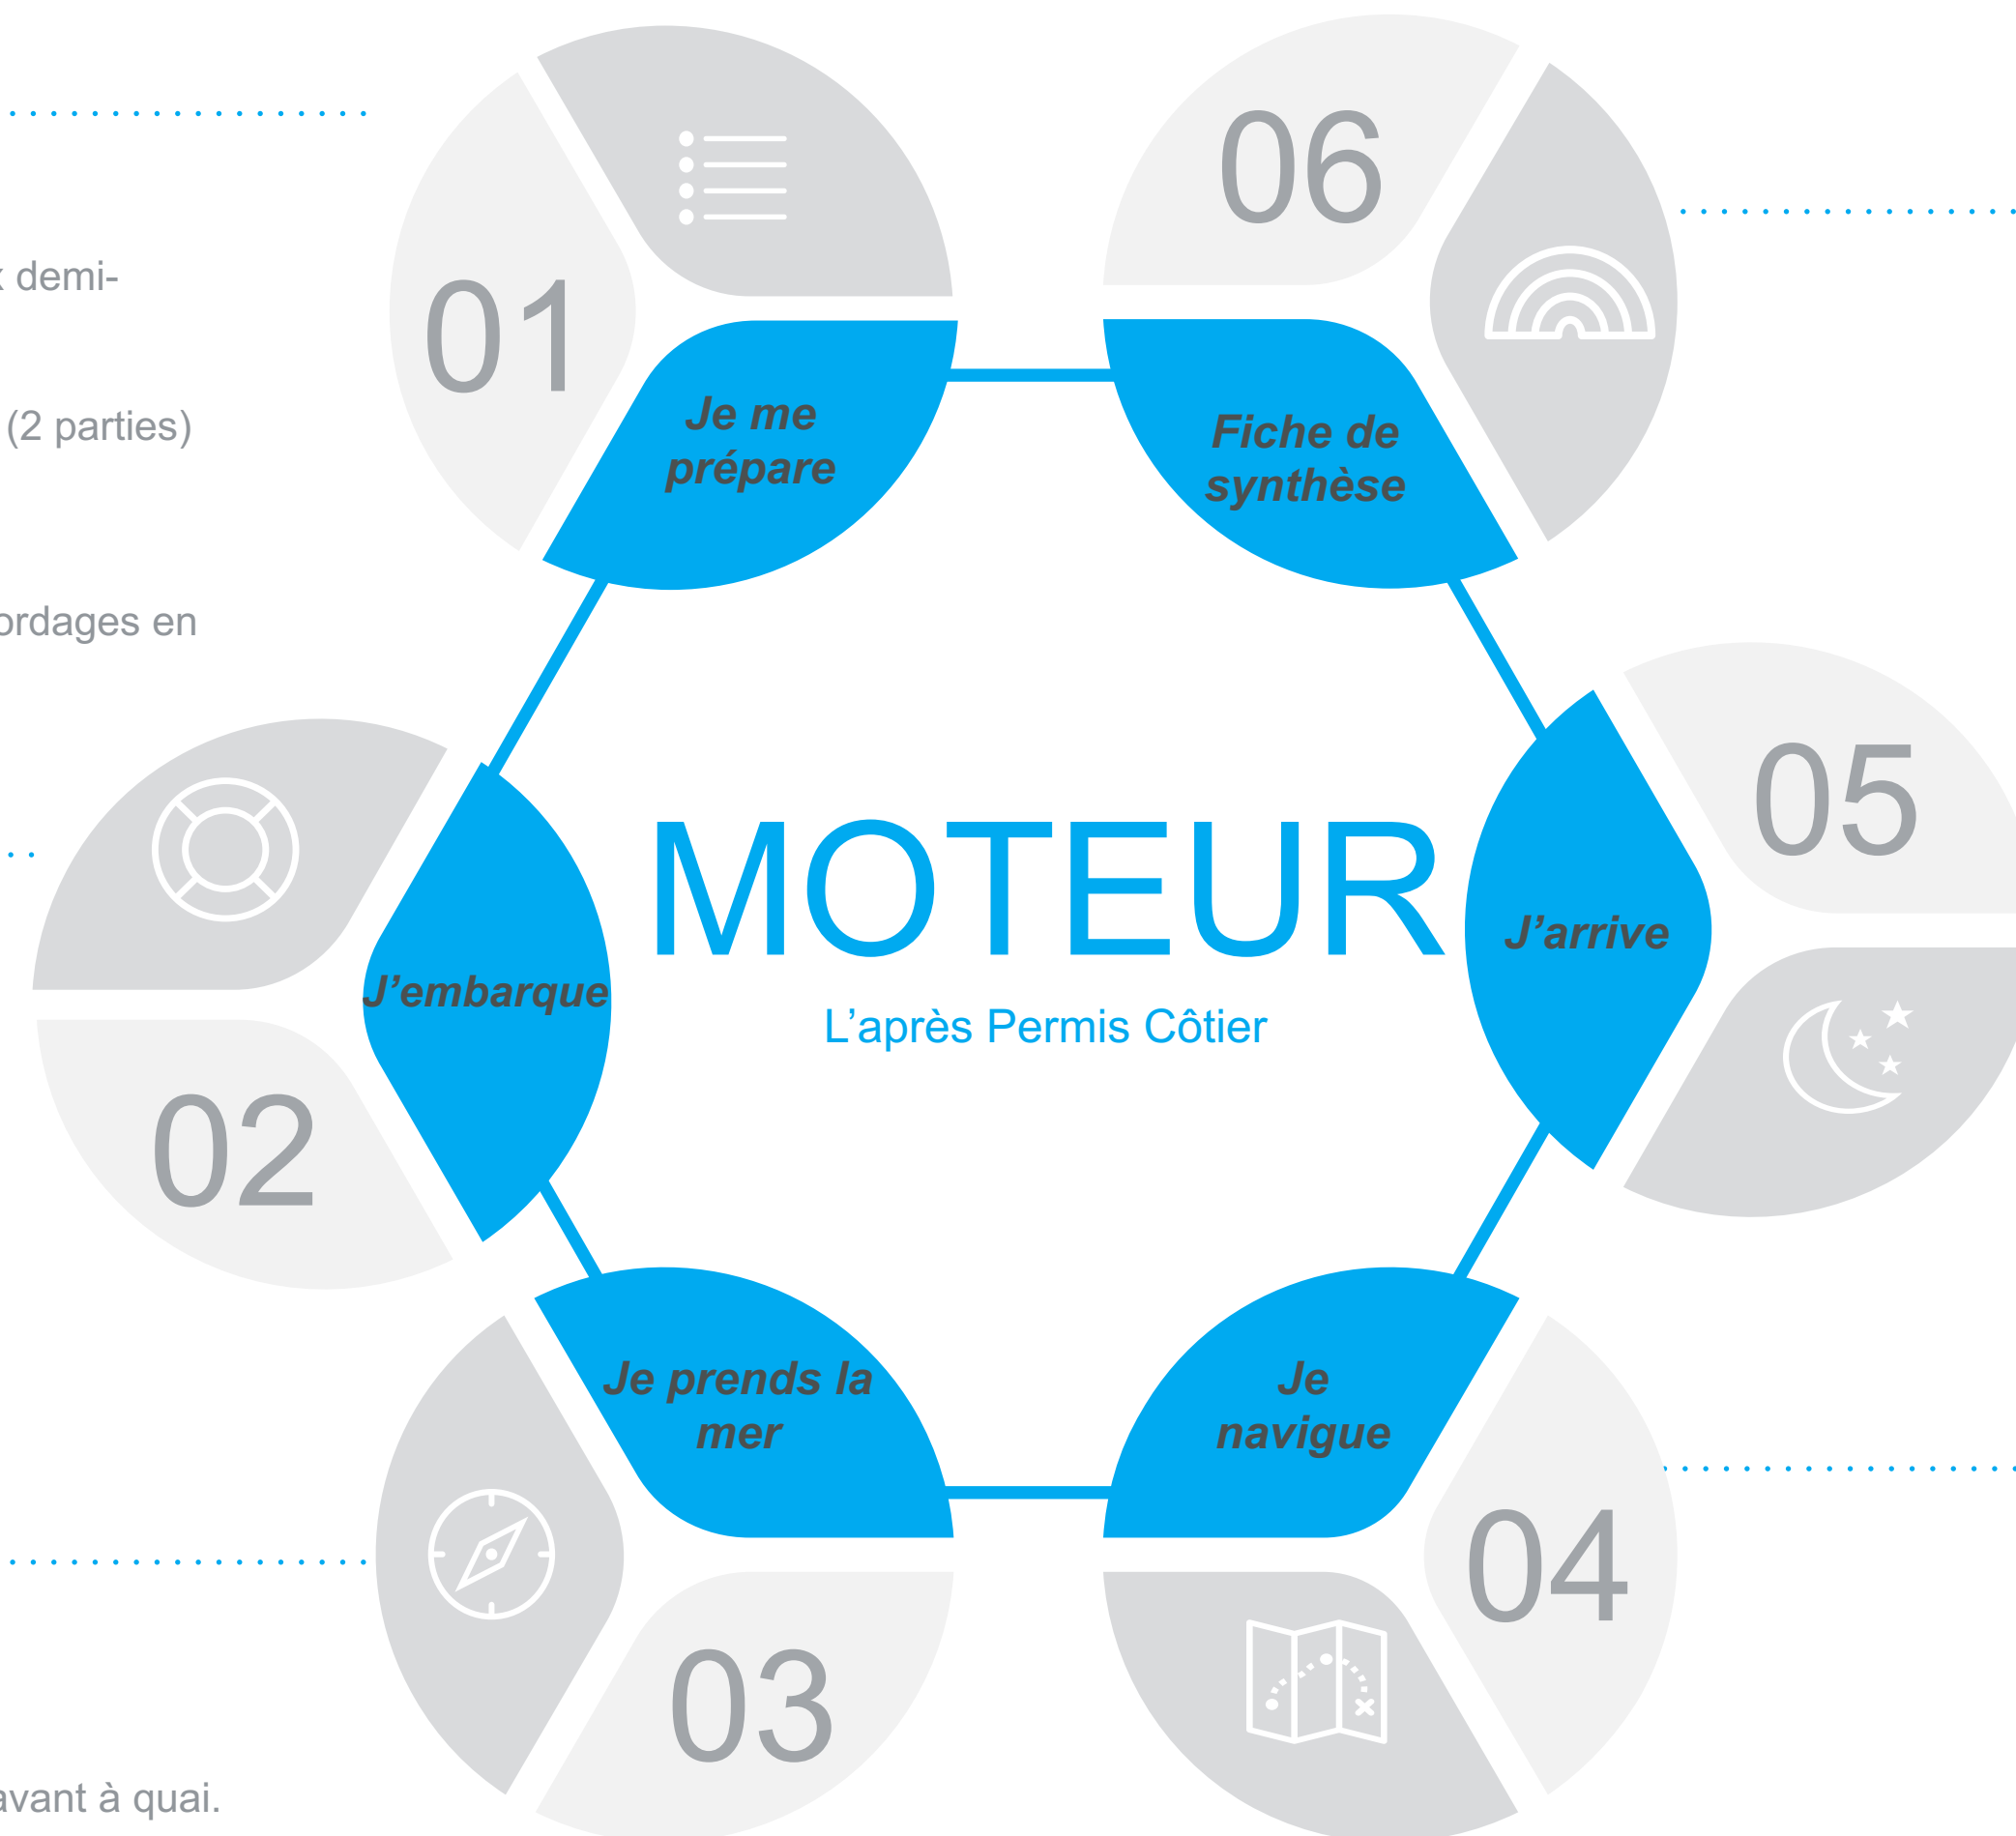 demi-
(2 parties)
en
avant à quai.
01
Je me
prépare
02
J’embarque
03
Je prends la
mer
MOTEUR
L’après Permis Côtier
04
Je
navigue
05
J’arrive
06
Fiche de
synthèse